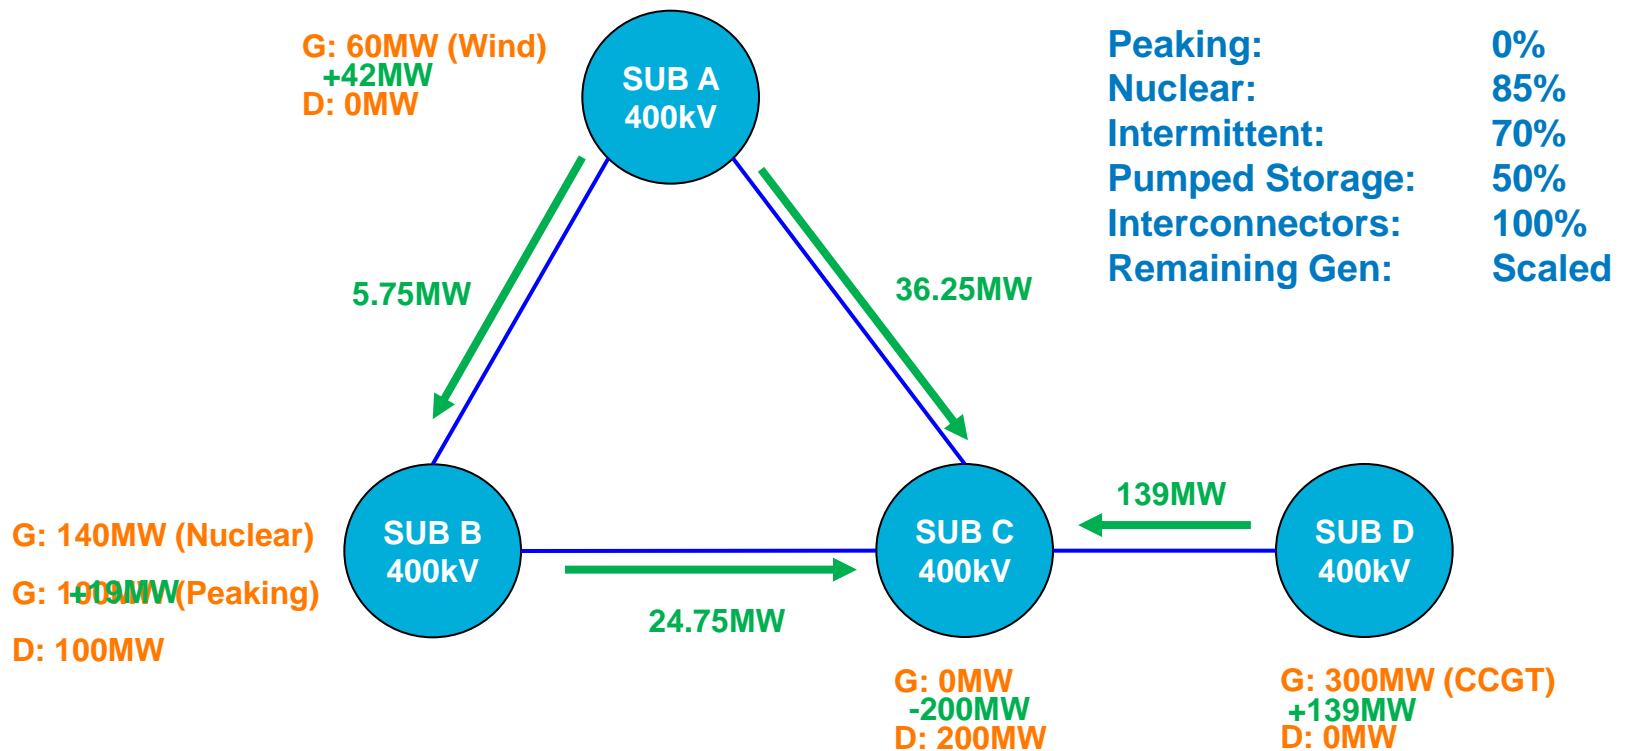 G: 60MW (Wind)
+42MW
D: 0MW
SUB A
400kV
Peaking: 0%
Nuclear: 85%
Intermittent: 70%
Pumped Storage: 50%
Interconnectors: 100%
Remaining Gen: Scaled
5.75MW
36.25MW
G: 140MW (Nuclear)
G: 100MW (Peaking)
+19MW
D: 100MW
SUB B
400kV
24.75MW
SUB C
400kV
139MW
SUB D
400kV
G: 0MW
-200MW
D: 200MW
G: 300MW (CCGT)
+139MW
D: 0MW